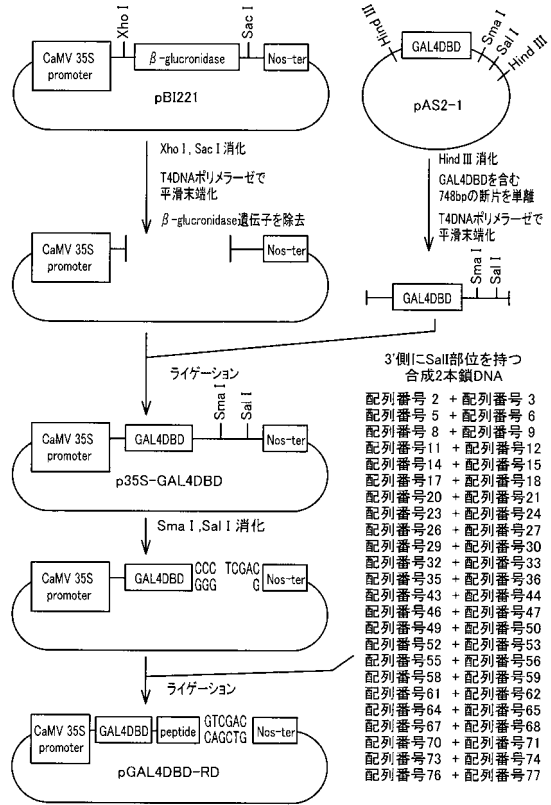 Xho I
Sac I
CaMV 35S
promoter
β-glucronidase
Nos-ter
pBI221
Hind III
GAL4DBD
Sma I
Sal I
Hind III
pAS2-1
Xho I, Sac I 消化
T4DNAポリメラーゼで
平滑末端化
β-glucronidase遺伝子を除去
Hind III 消化
GAL4DBDを含む
748bpの断片を単離
T4DNAポリメラーゼで
平滑末端化
CaMV 35S
promoter
Nos-ter
Sma I
Sal I
GAL4DBD
ライゲーション
Sma I
Sal I
CaMV 35S
promoter
GAL4DBD
Nos-ter
p35S-GAL4DBD
Sma I ,Sal I 消化
CaMV 35S
promoter
GAL4DBD
CCC TCGAC
GGG G
Nos-ter
ライゲーション
CaMV 35S
promoter
GAL4DBD
peptide
GTCGAC
CAGCTG
Nos-ter
pGAL4DBD-RD
3'側にSalI部位を持つ
合成2本鎖DNA
配列番号 2 + 配列番号 3
配列番号 5 + 配列番号 6
配列番号 8 + 配列番号 9
配列番号11 + 配列番号12
配列番号14 + 配列番号15
配列番号17 + 配列番号18
配列番号20 + 配列番号21
配列番号23 + 配列番号24
配列番号26 + 配列番号27
配列番号29 + 配列番号30
配列番号32 + 配列番号33
配列番号35 + 配列番号36
配列番号43 + 配列番号44
配列番号46 + 配列番号47
配列番号49 + 配列番号50
配列番号52 + 配列番号53
配列番号55 + 配列番号56
配列番号58 + 配列番号59
配列番号61 + 配列番号62
配列番号64 + 配列番号65
配列番号67 + 配列番号68
配列番号70 + 配列番号71
配列番号73 + 配列番号74
配列番号76 + 配列番号77